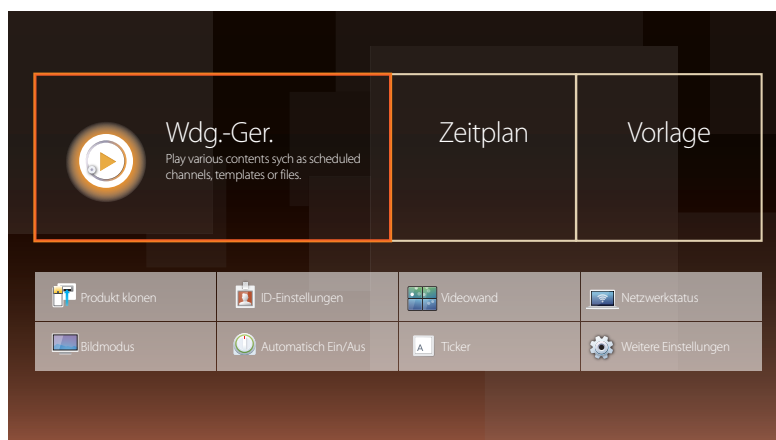 Wdg.-Ger.
Play various contents sych as scheduled
channels, templates or files.
Zeitplan
Vorlage
Produkt klonen
ID-Einstellungen
Videowand
Netzwerkstatus
Bildmodus
Automatisch Ein/Aus
A
Ticker
Weitere Einstellungen